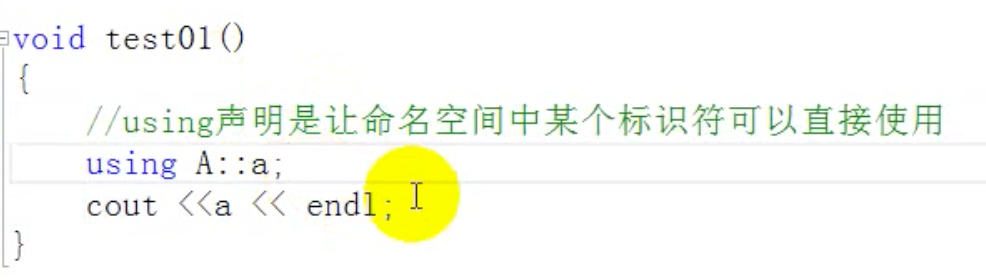 void test01()
{
//using声明是让命名空间中某个标识符可以直接使用
using A::a;
cout <<a << endl;
}